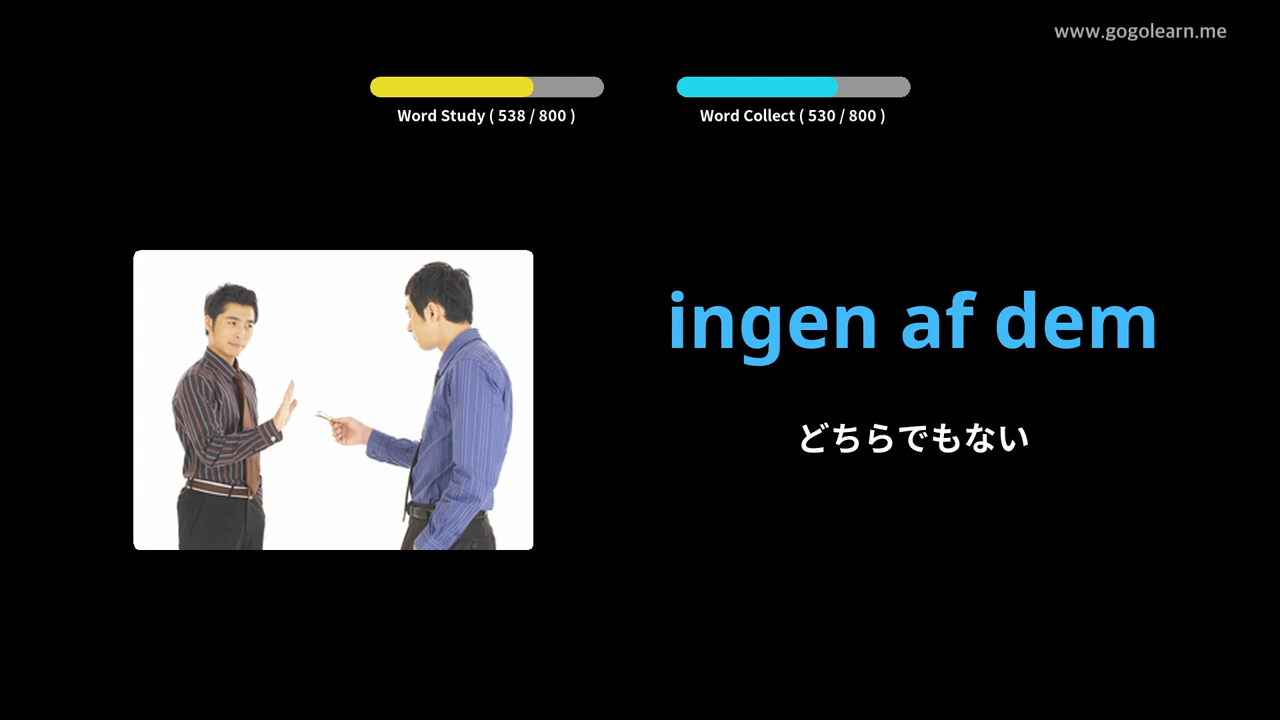 www.gogolearn.me
Word Study ( 538 / 800 )
Word Collect ( 530 / 800 )
ingen af dem
どちらでもない